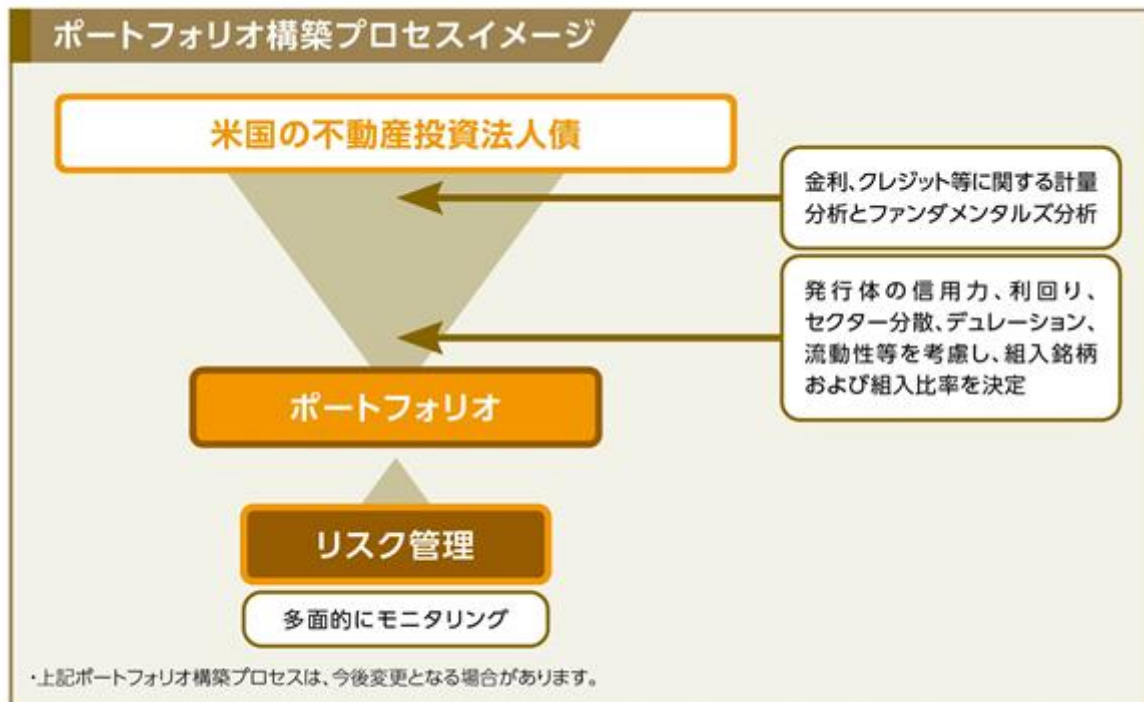 ポートフォリオ構築プロセスイメージ
米国の不動産投資法人債
金利、クレジット等に関する計量
分析とファンダメンタルズ分析
発行体の信用力、利回り、
セクター分散、デュレーション、
流動性等を考慮し、組入銘柄
および組入比率を決定
ポートフォリオ
リスク管理
多面的にモニタリング
・上記ポートフォリオ構築プロセスは、今後変更となる場合があります。